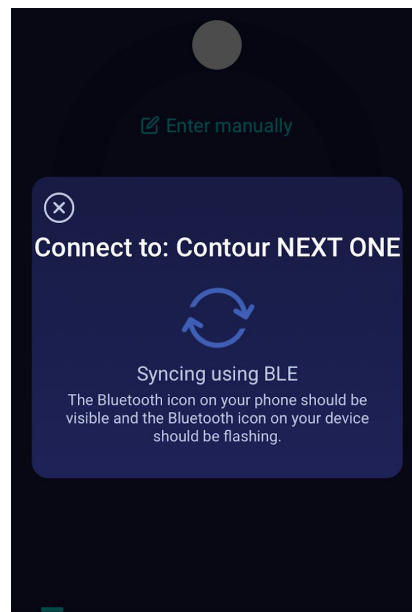 Enter manually
Connect to: Contour NEXT ONE
Syncing using BLE
The Bluetooth icon on your phone should be
visible and the Bluetooth icon on your device
should be flashing.